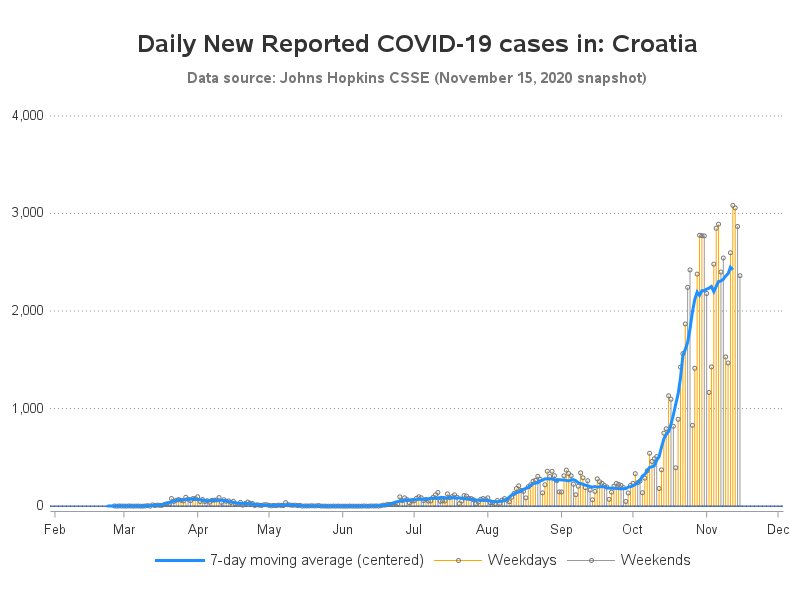 Daily New Reported COVID-19 cases in: Croatia
Data source: Johns Hopkins CSSE (November 15, 2020 snapshot)
4,000
3,000
2,000
1,000
0
Feb Mar Apr May Jun Jul Aug Sep Oct Nov Dec
7-day moving average (centered) Weekdays Weekends